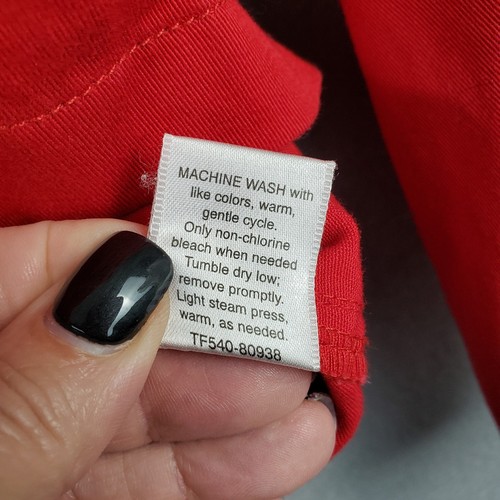 MACHINE WASH with
like colors, warm,
gentle cycle.
Only non-chlorine
bleach when needed
Tumble dry low;
remove promptly.
Light steam press,
warm, as needed.
TF540-80938